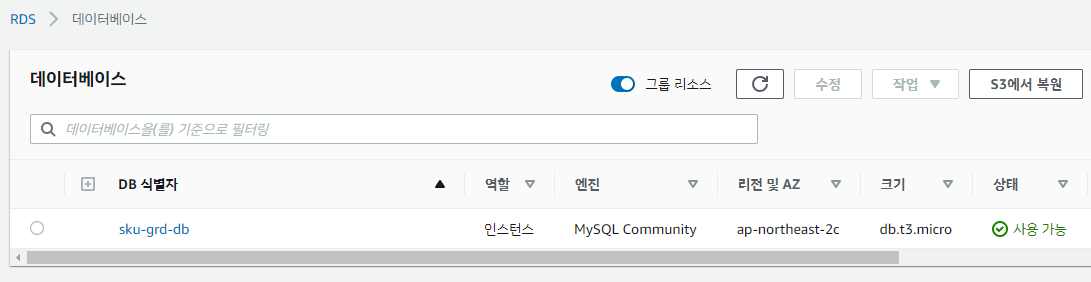 RDS > 데이터베이스
데이터베이스
그룹 리소스 수정 작업 S3에서 복원
데이터베이스을(를) 기준으로 필터링
DB 식별자 역할 엔진 리전 및 AZ 크기 상태
sku-grd-db 인스턴스 MySQL Community ap-northeast-2c db.t3.micro 사용 가능